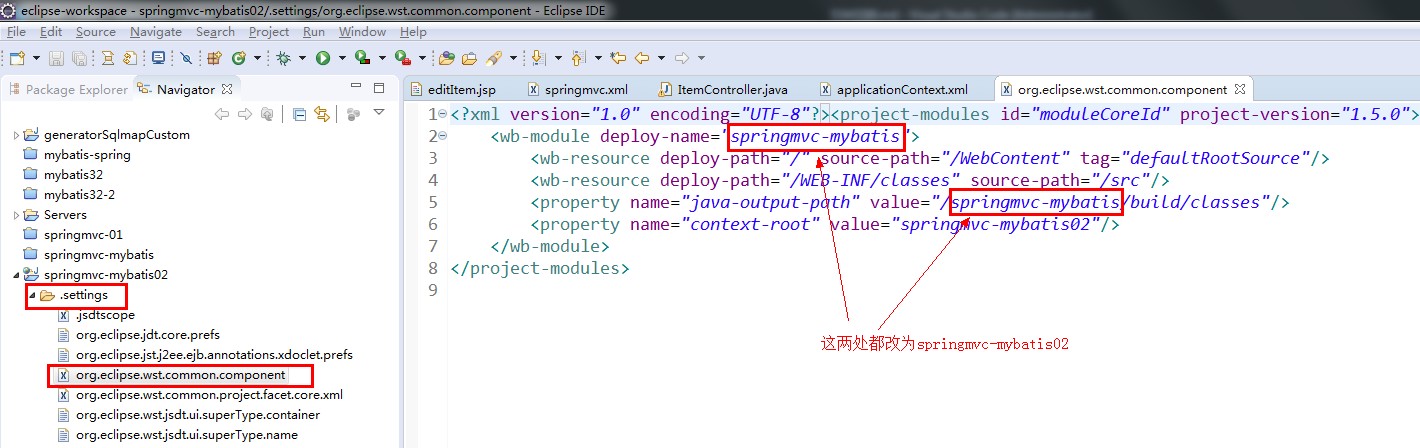 eclipse-workspace - springmvc-mybatis02/.settings/org.eclipse.wst.common.component - Eclipse IDE
File Edit Source Navigate Search Project Run Window Help
Package Explorer Navigator
editItem.jsp springmvc.xml ItemController.java applicationContext.xml org.eclipse.wst.common.component
generatorSqlmapCustom
mybatis-spring
mybatis32
mybatis32-2
Servers
springmvc-01
springmvc-mybatis
springmvc-mybatis02
.settings
.jsdtscope
org.eclipse.jdt.core.prefs
org.eclipse.jst.j2ee.ejb.annotations.xdoclet.prefs
org.eclipse.wst.common.component
org.eclipse.wst.common.project.facet.core.xml
org.eclipse.wst.jsdt.ui.superType.container
org.eclipse.wst.jsdt.ui.superType.name
1 <?xml version="1.0" encoding="UTF-8"?><project-modules id="moduleCoreId" project-version="1.5.0">
2 <wb-module deploy-name="springmvc-mybatis">
3 <wb-resource deploy-path="/" source-path="/WebContent" tag="defaultRootSource"/>
4 <wb-resource deploy-path="/WEB-INF/classes" source-path="/src"/>
5 <property name="java-output-path" value="/springmvc-mybatis/build/classes"/>
6 <property name="context-root" value="springmvc-mybatis02"/>
7 </wb-module>
8 </project-modules>
9
这两处都改为springmvc-mybatis02